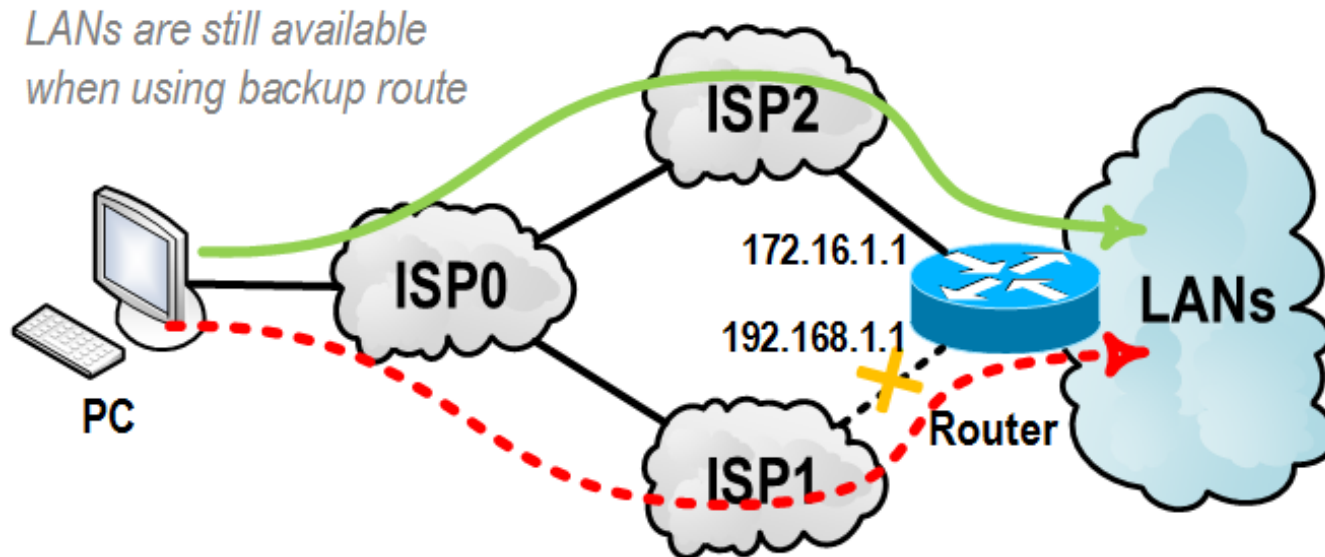 LANs are still available
when using backup route
ISP2
172.16.1.1
ISP0
LANs
192.168.1.1
PC
Router
ISP1